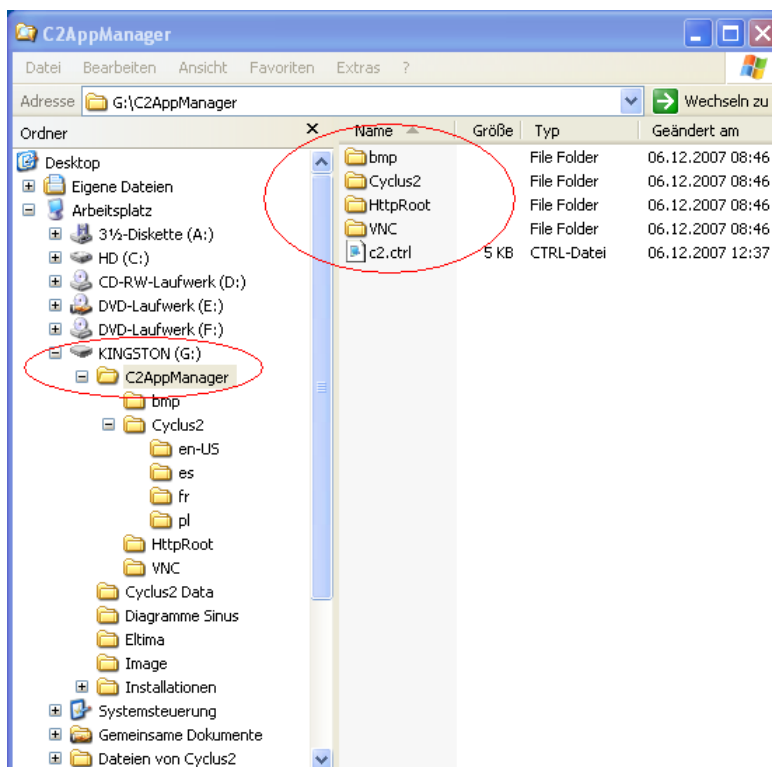 C2AppManager
Datei Bearbeiten Ansicht Favoriten Extras ?
Adresse G:\C2AppManager Wechseln zu
Ordner
Desktop
Eigene Dateien
Arbeitsplatz
3½-Diskette (A:)
HD (C:)
CD-RW-Laufwerk (D:)
DVD-Laufwerk (E:)
DVD-Laufwerk (F:)
KINGSTON (G:)
C2AppManager
bmp
Cyclus2
en-US
es
fr
pl
HttpRoot
VNC
Cyclus2 Data
Diagramme Sinus
Eltima
Image
Installationen
Systemsteuerung
Gemeinsame Dokumente
Dateien von Cyclus2
Name Größe Typ Geändert am
bmp File Folder 06.12.2007 08:46
Cyclus2 File Folder 06.12.2007 08:46
HttpRoot File Folder 06.12.2007 08:46
VNC File Folder 06.12.2007 08:46
c2.ctrl 5 KB CTRL-Datei 06.12.2007 12:37